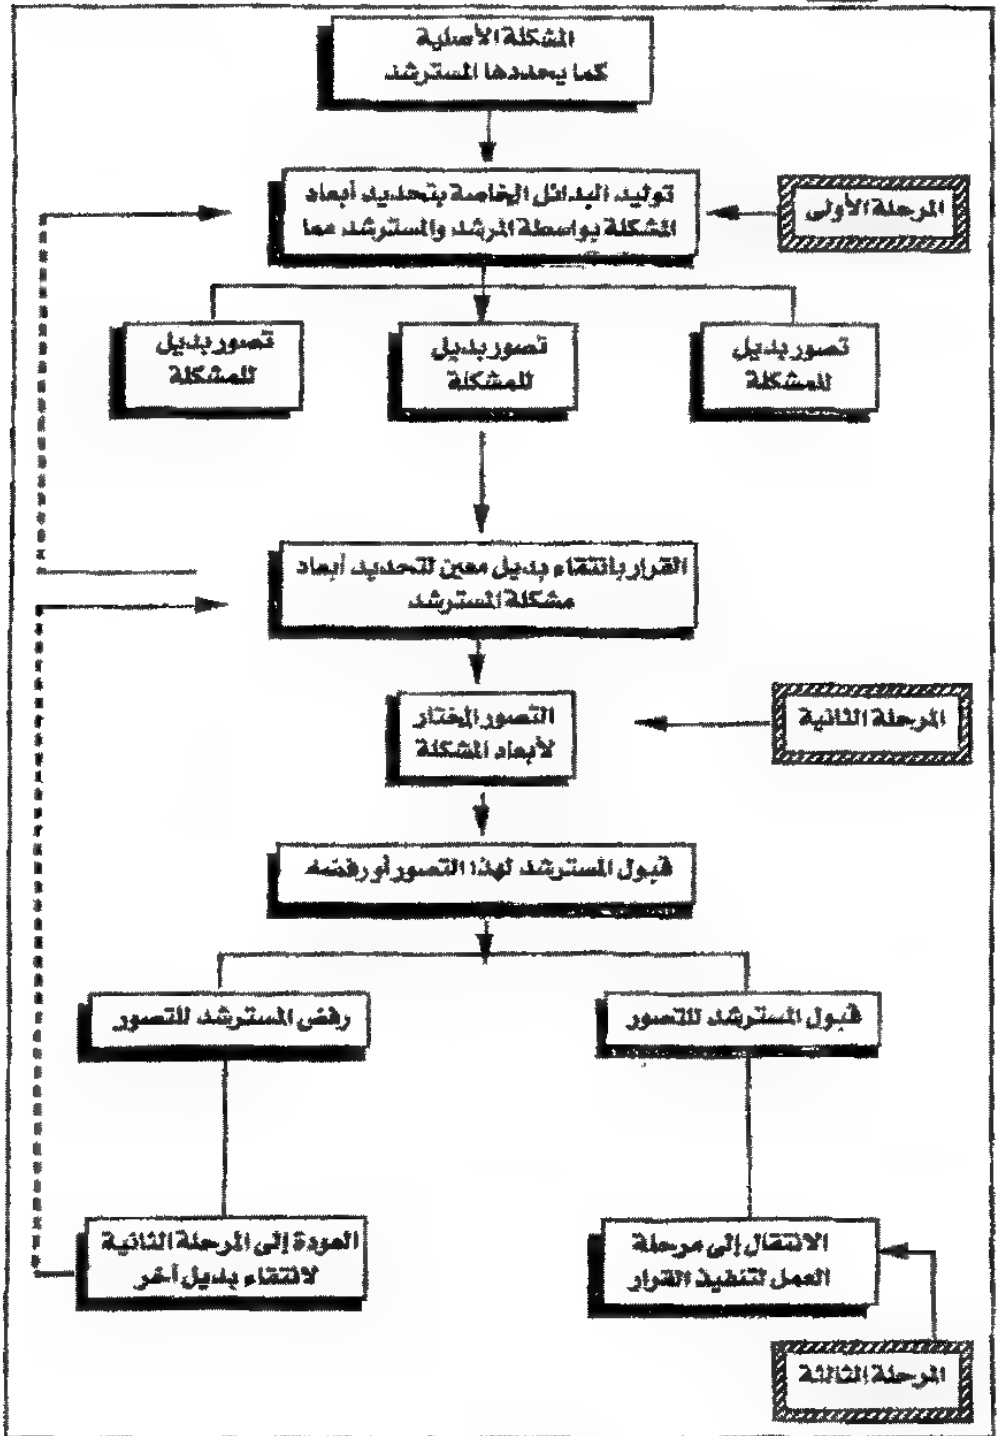 المشكلة الأصلية
كما يحددها المسترشد
توليد البدائل الخاصة بتحديد أبعاد
المشكلة بواسطة المرشد والمسترشد معا
المرحلة الأولى
تصور بديل
للمشكلة
تصور بديل
للمشكلة
تصور بديل
للمشكلة
القرار بانتقاء بديل معين لتحديد أبعاد
مشكلة المسترشد
التصور المختار
لأبعاد المشكلة
المرحلة الثانية
قبول المسترشد لهذا التصور أو رفضه
قبول المسترشد للتصور
رفض المسترشد للتصور
الانتقال إلى مرحلة
العمل لتنفيذ القرار
العودة إلى المرحلة الثانية
لانتقاء بديل آخر
المرحلة الثالثة